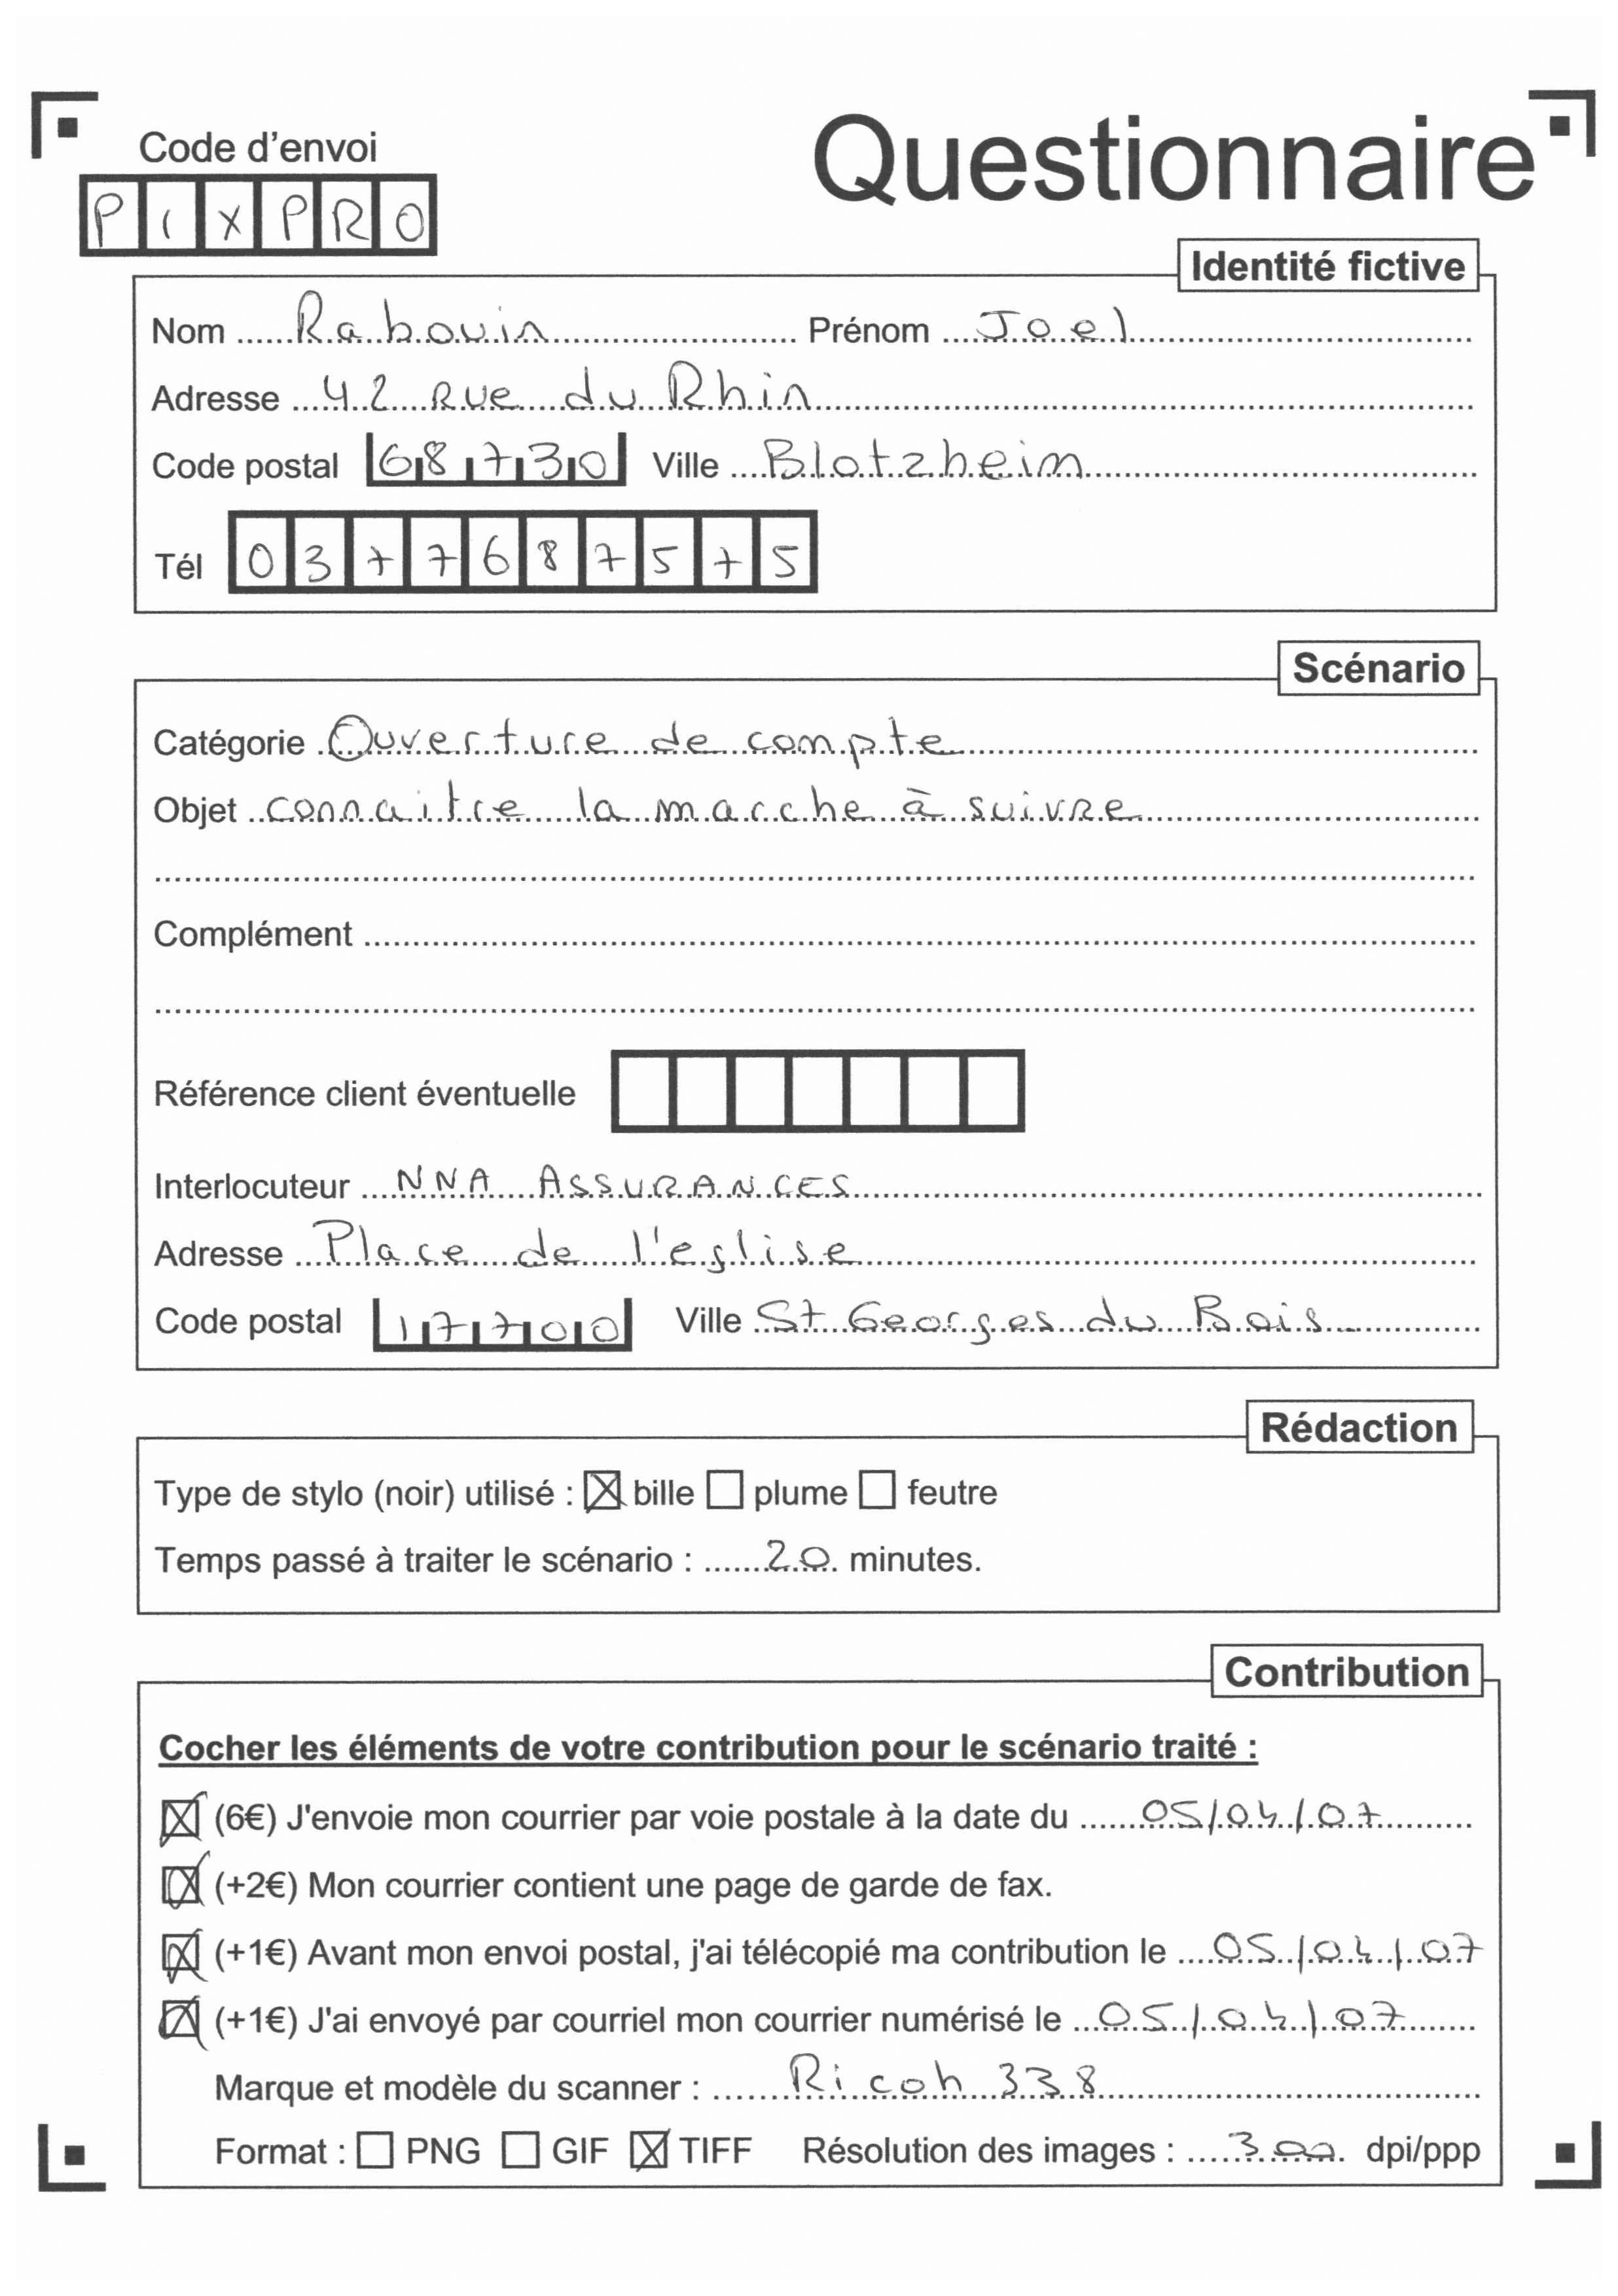 Code d'envoi
PIXPRO
Questionnaire
Identité fictive
Nom Rabouin Prénom Joel
Adresse 42 Rue du Rhin
Code postal 68730 Ville Blotzheim
Tél 0377687575
Scénario
Catégorie Ouverture de compte
Objet connaitre la marche à suivre
Complément
Référence client éventuelle
Interlocuteur NNA ASSURANCES
Adresse Place de l'eglise
Code postal 17700 Ville St Georges du Bois
Rédaction
Type de stylo (noir) utilisé : ☒ bille ☐ plume ☐ feutre
Temps passé à traiter le scénario : 20 minutes.
Contribution
Cocher les éléments de votre contribution pour le scénario traité :
☒ (6€) J'envoie mon courrier par voie postale à la date du 05/04/07
☒ (+2€) Mon courrier contient une page de garde de fax.
☒ (+1€) Avant mon envoi postal, j'ai télécopié ma contribution le 05/04/07
☒ (+1€) J'ai envoyé par courriel mon courrier numérisé le 05/04/07
Marque et modèle du scanner : Ricoh 338
Format : ☐ PNG ☐ GIF ☒ TIFF Résolution des images : 300 dpi/ppp